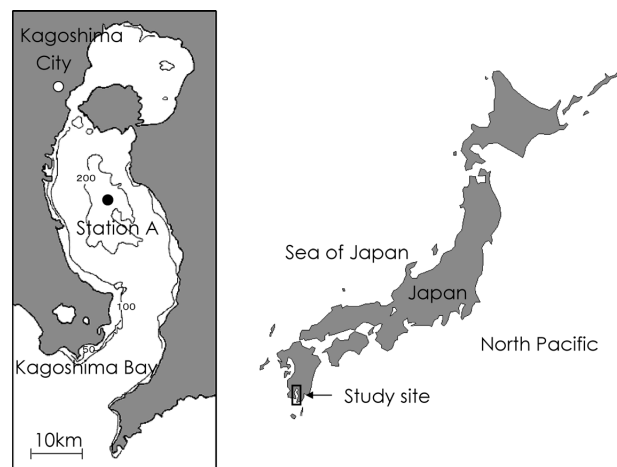 Kagoshima
City
200
Station A
100
50
Kagoshima Bay
10km
Sea of Japan
Japan
North Pacific
Study site